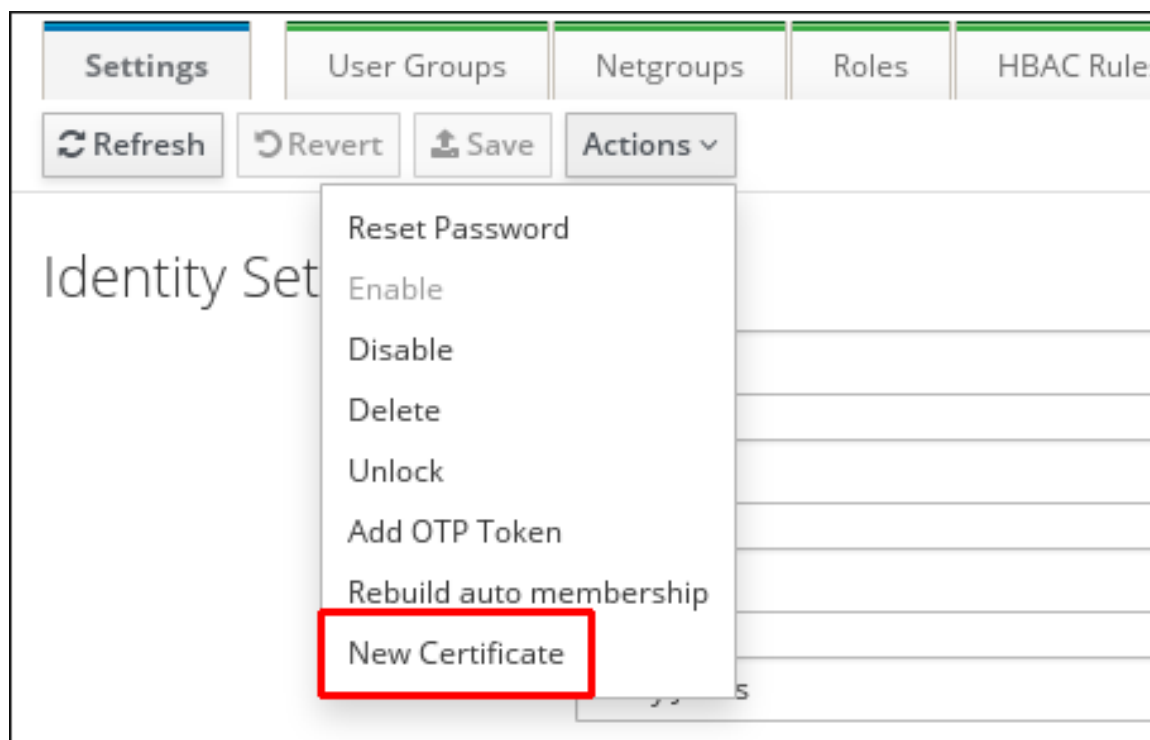 Settings User Groups Netgroups Roles HBAC Rule
Refresh Revert Save Actions
Reset Password
Identity Set
Enable
Disable
Delete
Unlock
Add OTP Token
Rebuild auto membership
New Certificate